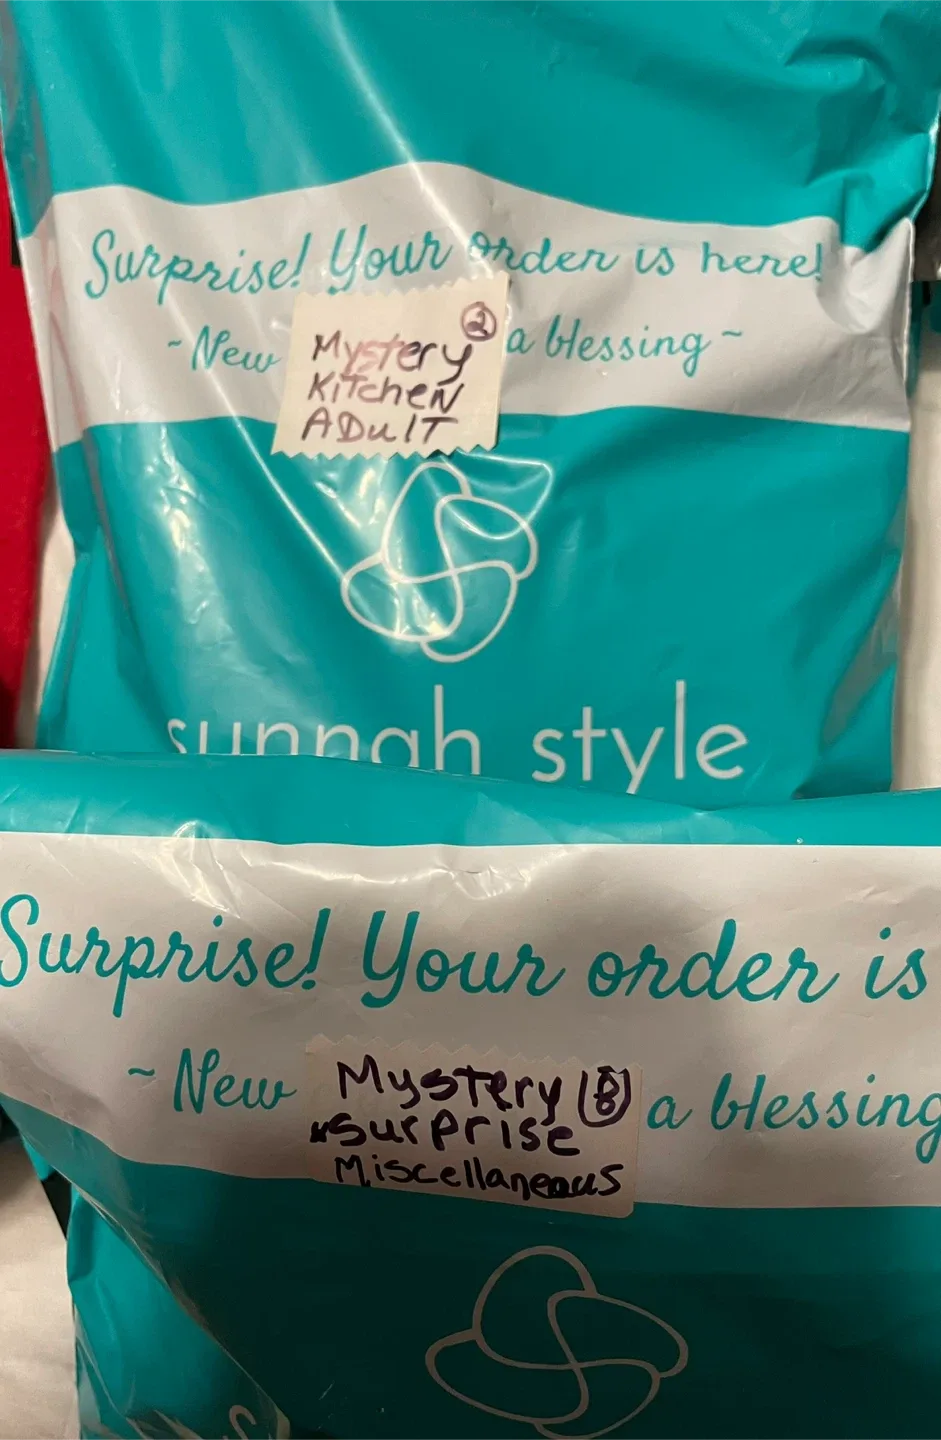 Surprise! Your order is here!
~New
a blessing~
Mystery 2
KITCHEN
ADULT
sunnah style
Surprise! Your order is
~New
a blessing
Mystery
Surprise
Miscellaneous